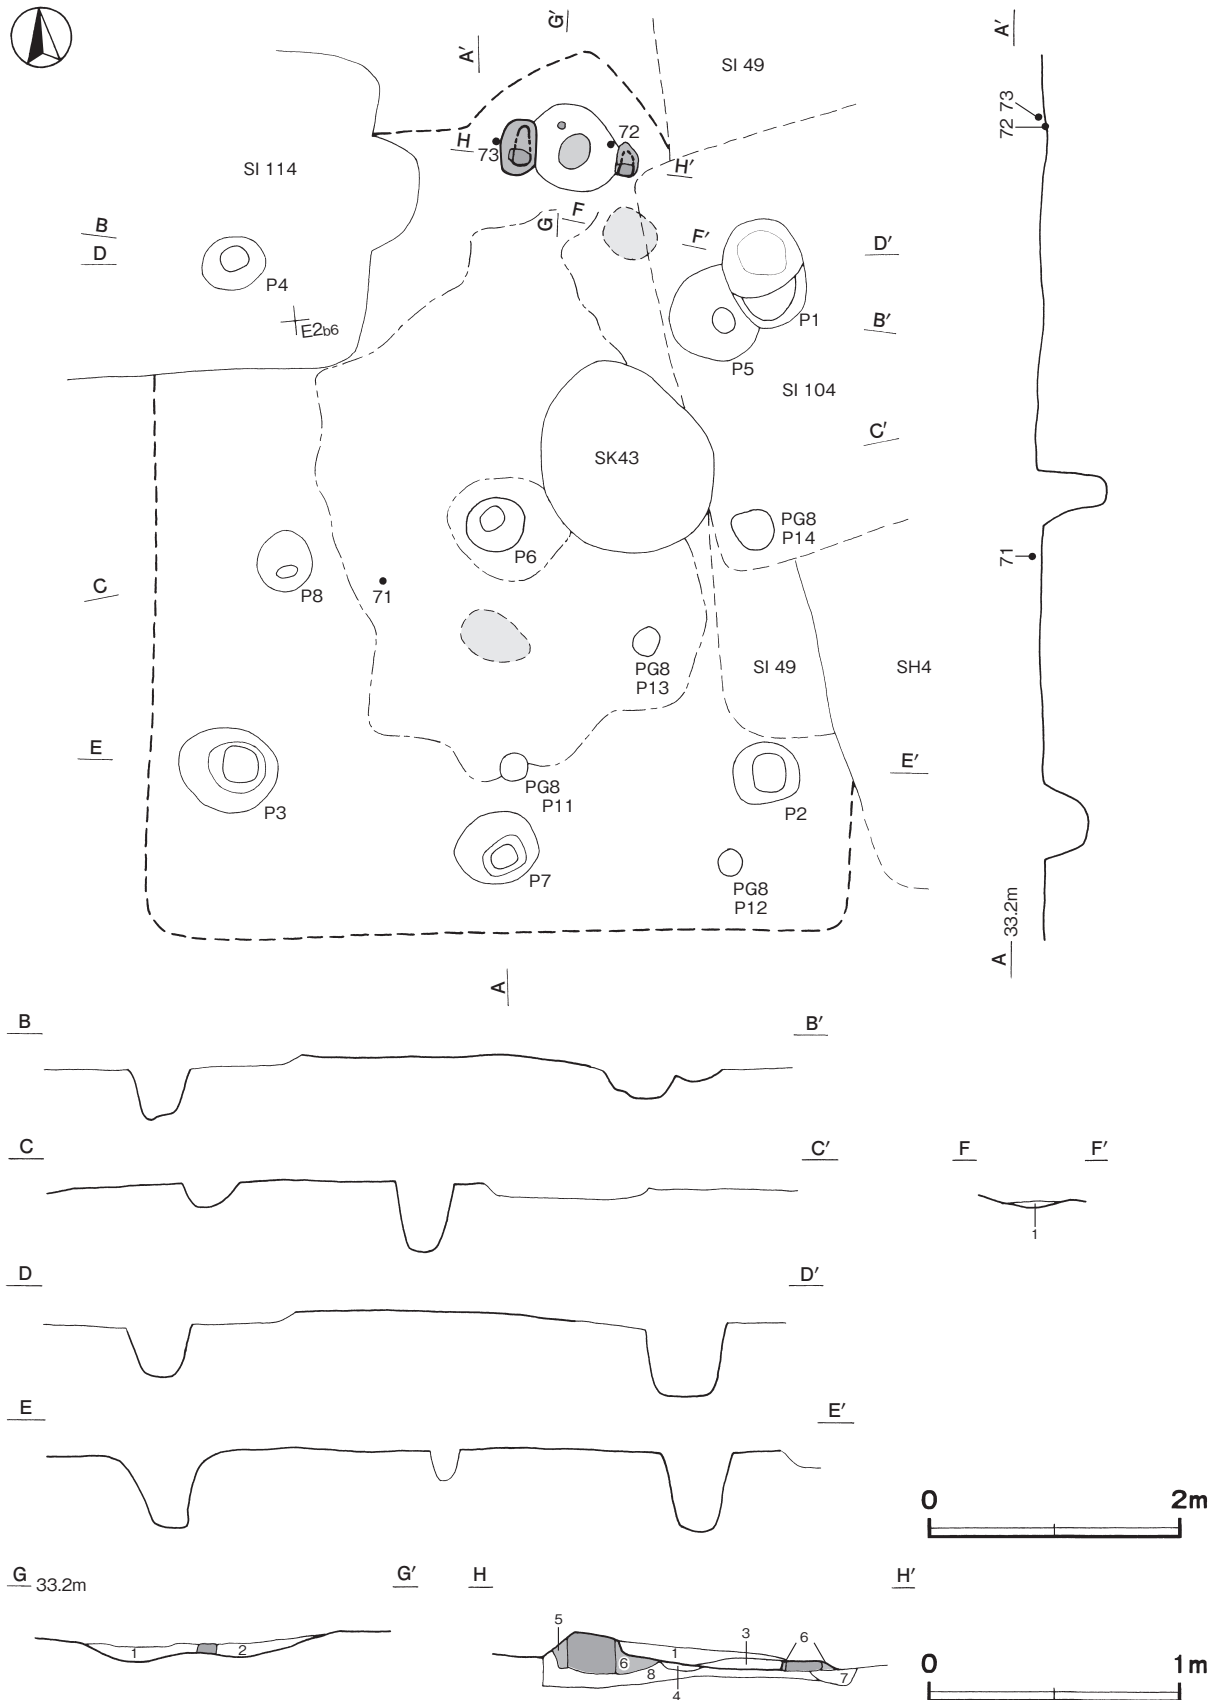 G′
A′
A′
SI 49
73
72
H
73
72
H′
SI 114
B
D
G
F
F′
D′
P4
E2b6
P1
B′
P5
SI 104
C′
SK43
PG8
P14
P6
71
C
P8
71
PG8
P13
SI 49
SH4
E
E′
P3
PG8
P11
P2
P7
PG8
P12
A 33.2m
A
B
B′
C
C′
F
F′
1
D
D′
E
E′
0 2m
G 33.2m
G′
H
H′
5
3
6
1
2
1
6
8
4
7
0 1m